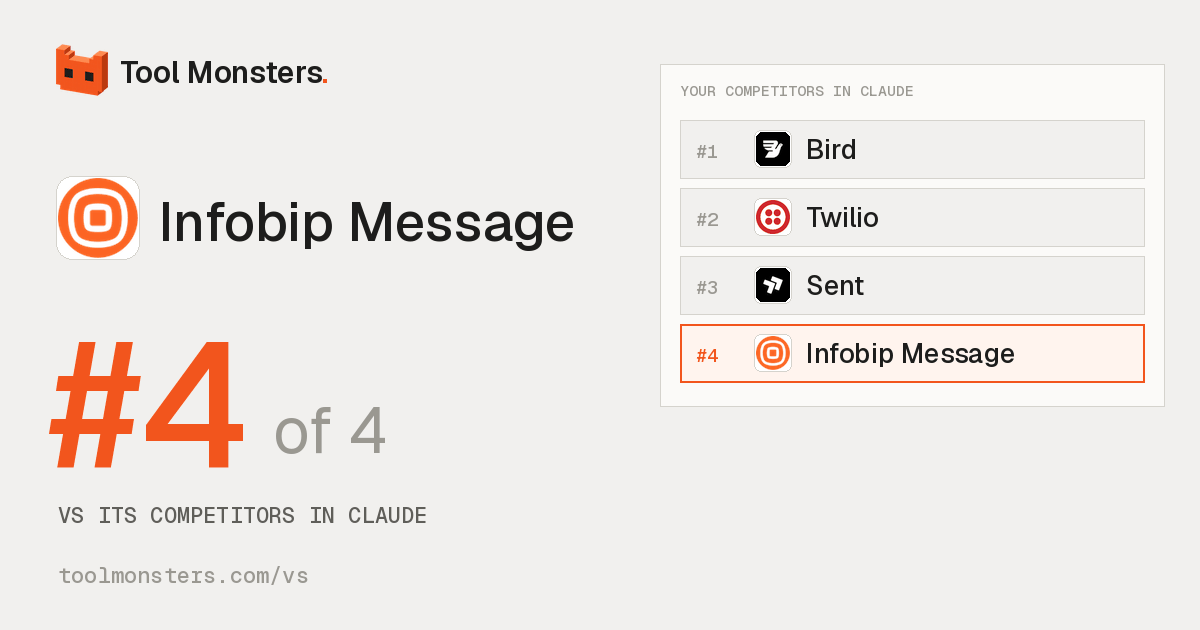 Tool Monsters.
Infobip Message
#4 of 4
VS ITS COMPETITORS IN CLAUDE
toolmonsters.com/vs
YOUR COMPETITORS IN CLAUDE
#1 Bird
#2 Twilio
#3 Sent
#4 Infobip Message